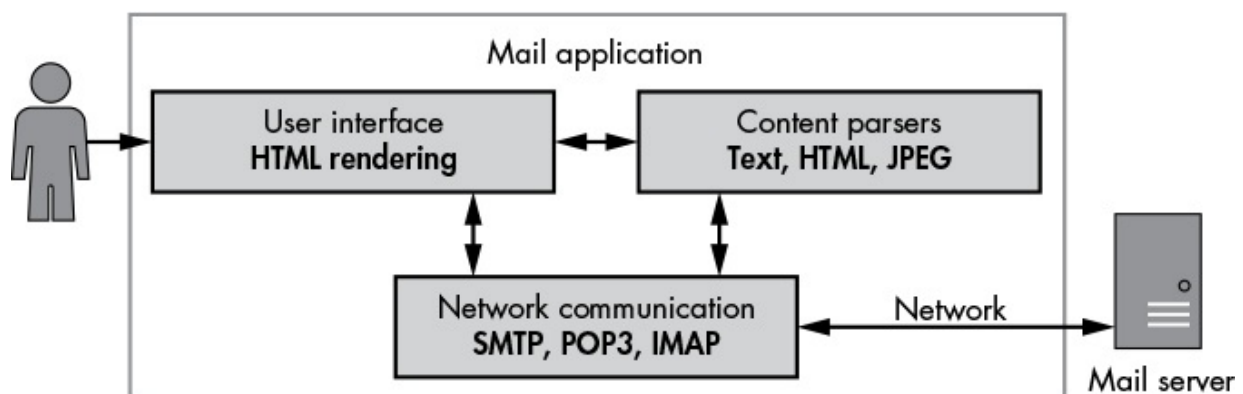 Mail application
User interface
HTML rendering
Content parsers
Text, HTML, JPEG
Network communication
SMTP, POP3, IMAP
Network
Mail server